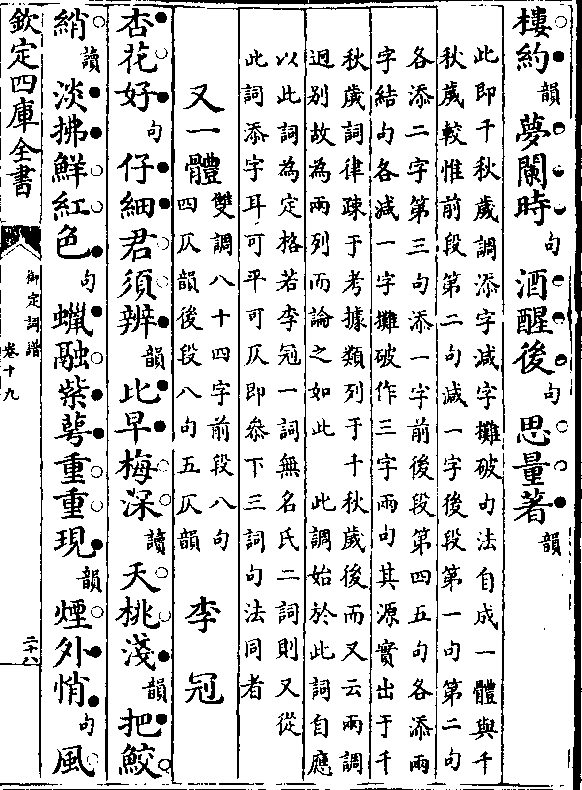 樓約韻夢闌時句酒醒後句思量著韻
此即千秋歲調添字減字攤破句法自成一體與千
秋歲較惟前段第二句減一字後段第一句第二句
各添二字第三句添一字前後段第四五句各添兩
字結句各減一字攤破作三字兩句其源實出于千
秋歲詞律疎于考據類列于千秋歲後而又云兩調
迥别故為兩列而論之如此 此調始於此詞自應
以此詞為定格若李冠一詞無名氏二詞則又從
此詞添字耳可平可仄即叅下三詞句法同者
又一體 雙調八十四字前段八句
四仄韻後段八句五仄韻 李冠
杏花好句仔細君須辨韻比早梅深讀夭桃淺韻把鮫
綃韻淡拂鮮紅色句蠟融紫萼重重現韻煙外悄句風
欽定四庫全書
御定詞譜
卷十九
二十八